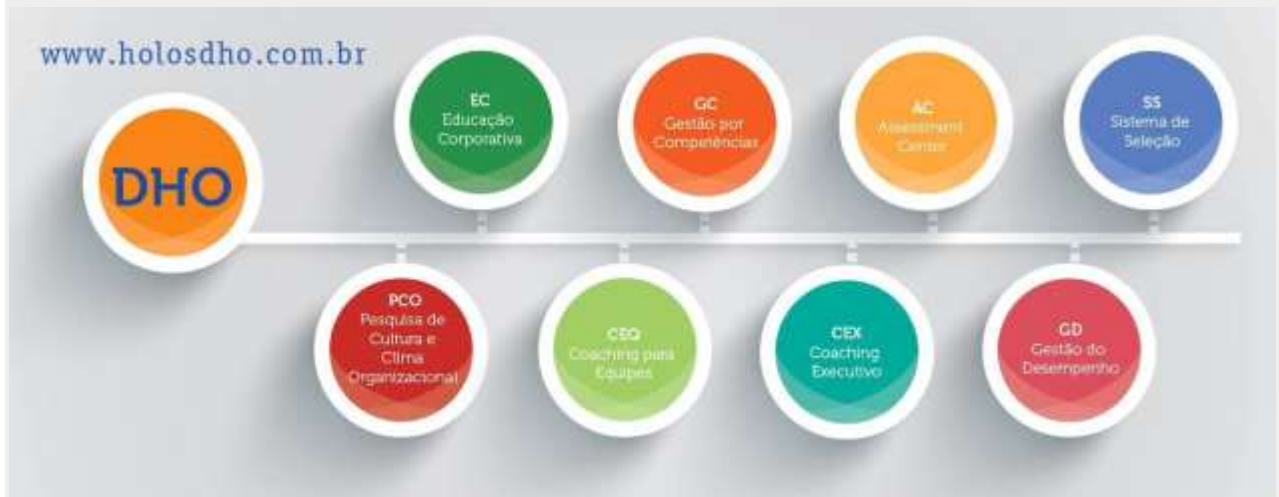 www.holosdho.com.br
DHO
EC
Educação
Corporativa
GC
Gestão por
Competências
AC
Assessment
Center
SS
Sistema de
Seleção
PCO
Pesquisa de
Cultura e
Clima
Organizacional
CEQ
Coaching para
Equipes
CEX
Coaching
Executivo
GD
Gestão do
Desempenho